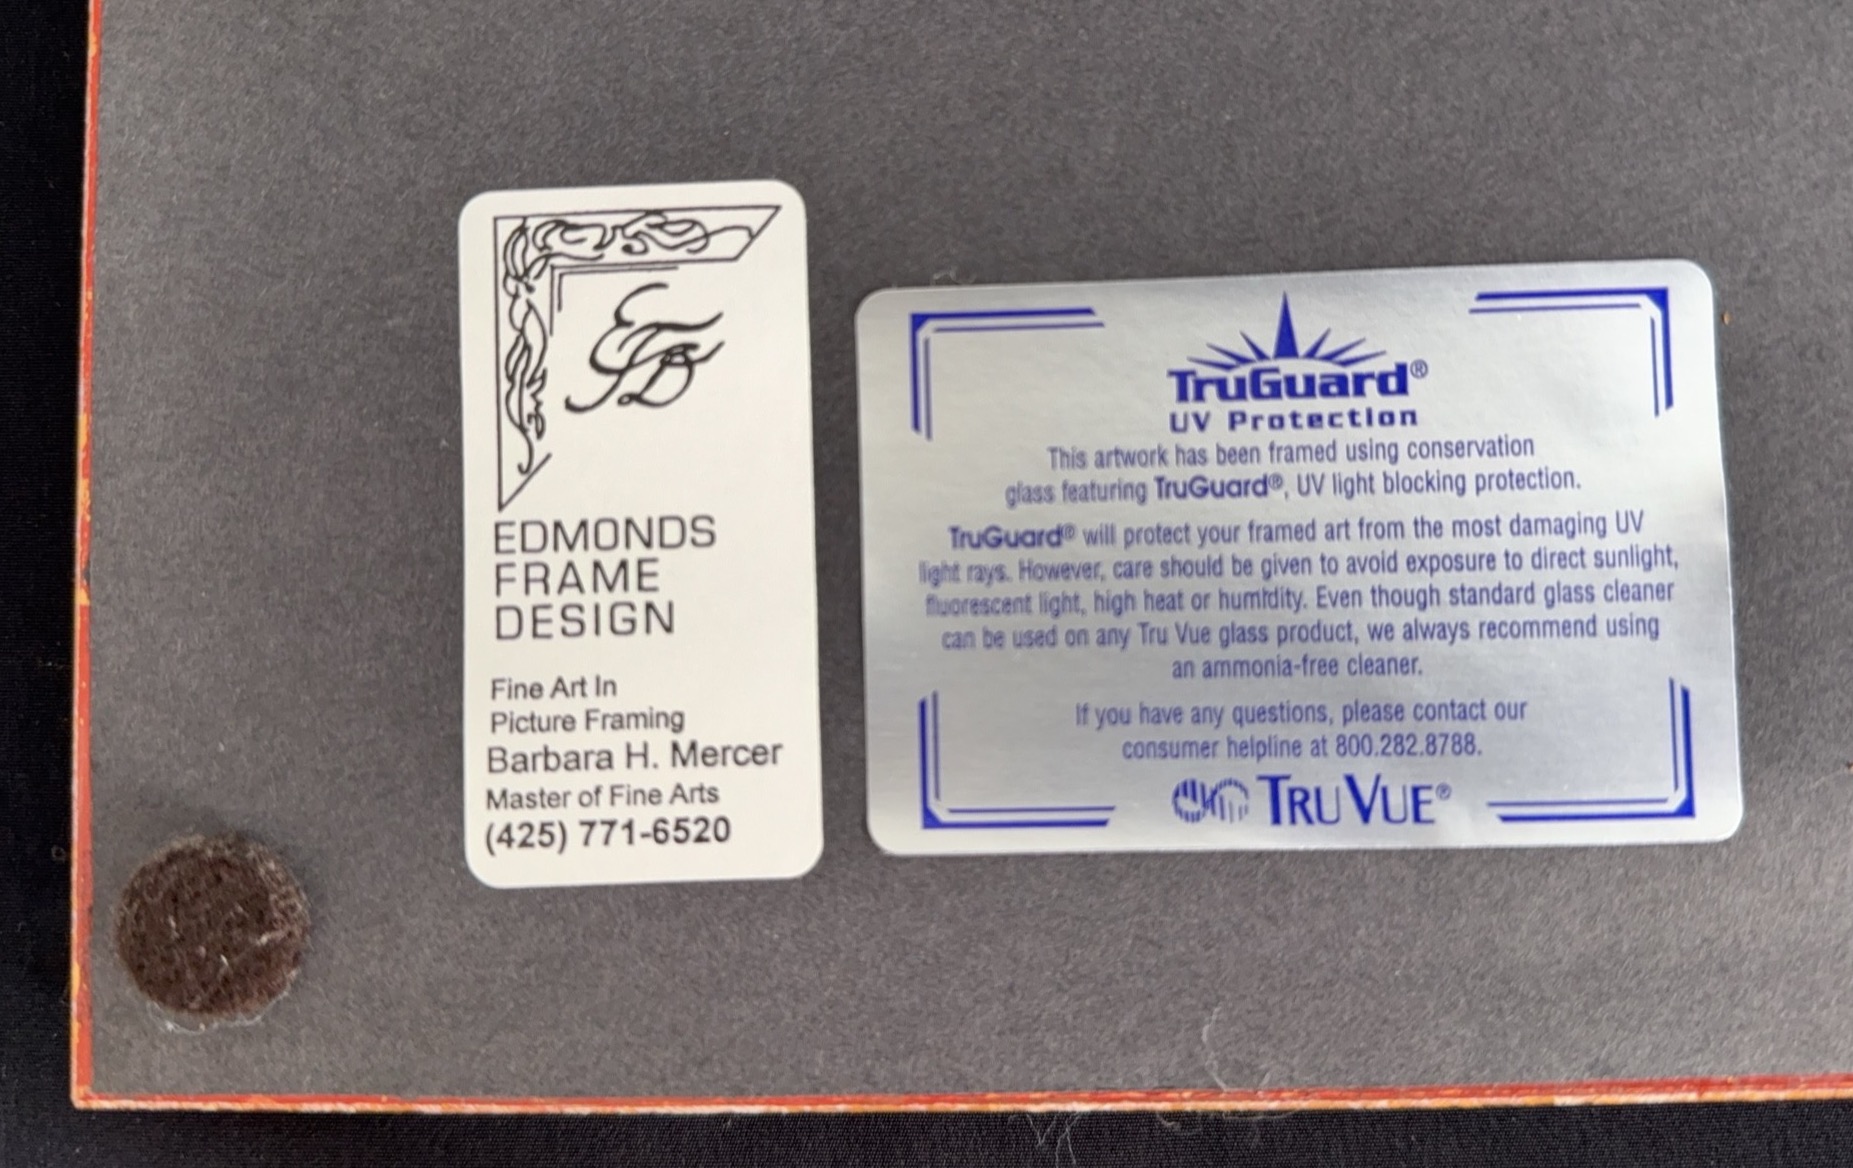 EFD
EDMONDS
FRAME
DESIGN
Fine Art In
Picture Framing
Barbara H. Mercer
Master of Fine Arts
(425) 771-6520
TruGuard®
UV Protection
This artwork has been framed using conservation
glass featuring TruGuard®, UV light blocking protection.
TruGuard® will protect your framed art from the most damaging UV
light rays. However, care should be given to avoid exposure to direct sunlight,
fluorescent light, high heat or humidity. Even though standard glass cleaner
can be used on any Tru Vue glass product, we always recommend using
an ammonia-free cleaner.
If you have any questions, please contact our
consumer helpline at 800.282.8788.
TRU VUE®